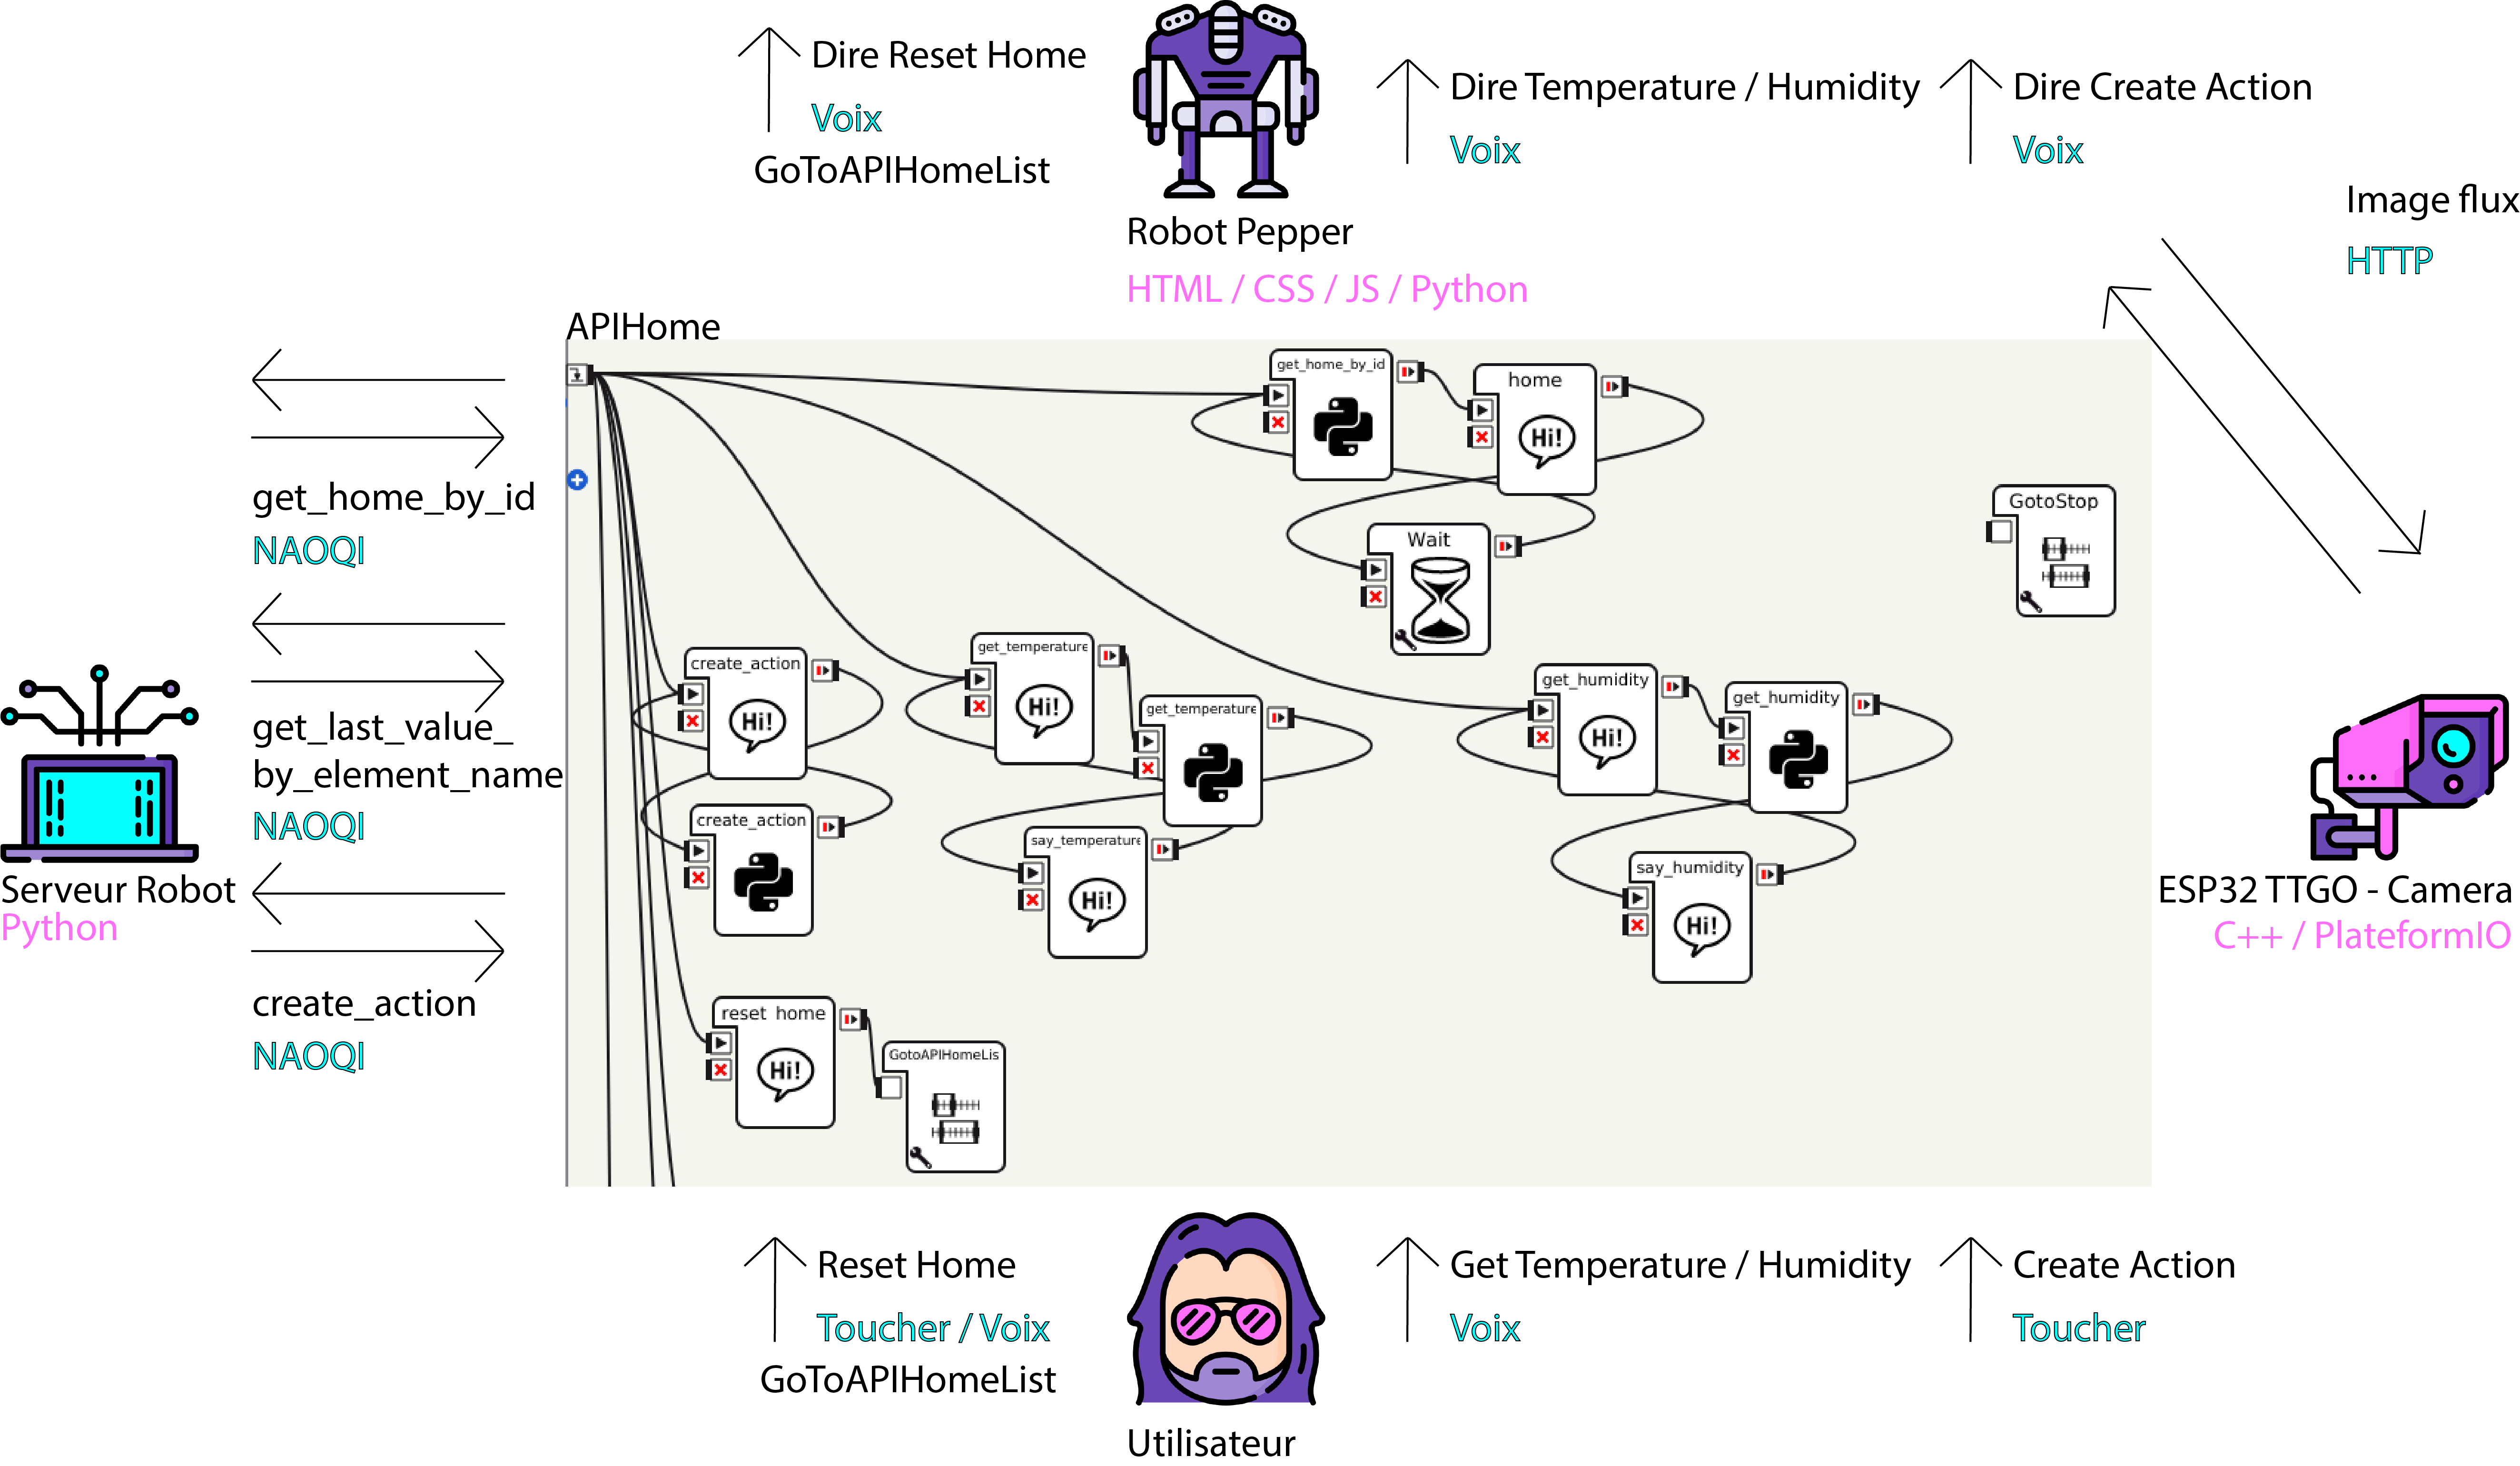 Dire Reset Home
Voix
GoToAPIHomeList
Dire Temperature / Humidity
Voix
Dire Create Action
Voix
Image flux
HTTP
Robot Pepper
HTML / CSS / JS / Python
APIHome
get_home_by_id
home
Hi!
GotoStop
Wait
get_home_by_id
NAOQI
create_action
Hi!
get_temperature
Hi!
get_temperature
get_humidity
Hi!
get_humidity
get_last_value_
by_element_name
NAOQI
create_action
say_temperature
Hi!
say_humidity
Hi!
Serveur Robot
Python
ESP32 TTGO - Camera
C++ / PlateformIO
create_action
NAOQI
reset home
Hi!
GotoAPIHomeLis
Reset Home
Toucher / Voix
GoToAPIHomeList
Get Temperature / Humidity
Voix
Create Action
Toucher
Utilisateur